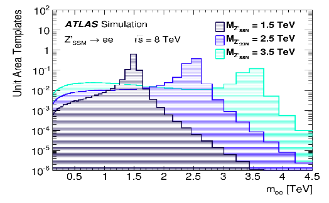 ATLAS Simulation
Z'SSM → ee rs = 8 TeV
MZ'SSM = 1.5 TeV
MZ'SSM = 2.5 TeV
MZ'SSM = 3.5 TeV
Unit Area Templates
10²
10
1
10⁻¹
10⁻²
10⁻³
10⁻⁴
10⁻⁵
10⁻⁶
0.5 1 1.5 2 2.5 3 3.5 4 4.5
[TeV]